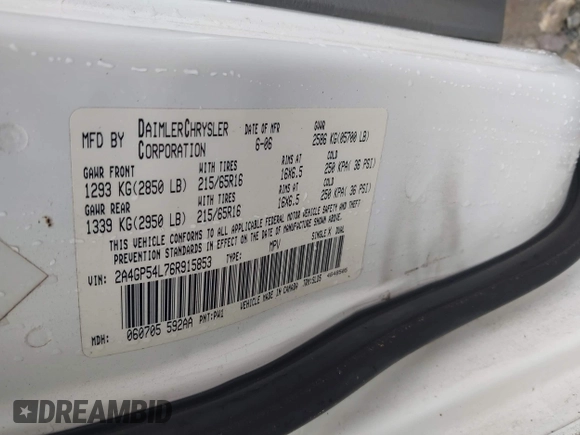 MFD BY DAIMLERCHRYSLER CORPORATION
DATE OF MFR 6-06
GVWR 2586 KG(05700 LB)
GAWR FRONT WITH TIRES RIMS AT COLD
1293 KG(2850 LB) 215/65R16 16X6.5 250 KPA( 36 PSI)
GAWR REAR WITH TIRES RIMS AT COLD
1339 KG(2950 LB) 215/65R16 16X6.5 250 KPA( 36 PSI)
THIS VEHICLE CONFORMS TO ALL APPLICABLE FEDERAL MOTOR VEHICLE SAFETY AND THEFT
PREVENTION STANDARDS IN EFFECT ON THE DATE OF MANUFACTURE SHOWN ABOVE.
VIN: 2A4GP54L76R915853 TYPE: MPV SINGLE X DUAL
MDH: 060705 592AA PNT:PW1 VEHICLE MADE IN CANADA
DREAMBID